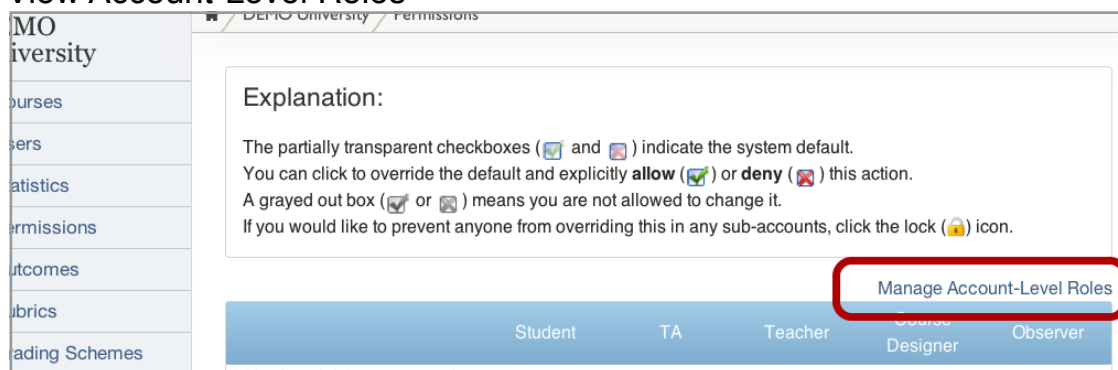 View Account-Level Roles
MO
iversity
DEMO University / Permissions
ourses
sers
atistics
ermissions
utcomes
ubrics
rading Schemes
Explanation:
The partially transparent checkboxes ( and ) indicate the system default.
You can click to override the default and explicitly allow ( ) or deny ( ) this action.
A grayed out box ( or ) means you are not allowed to change it.
If you would like to prevent anyone from overriding this in any sub-accounts, click the lock ( ) icon.
Manage Account-Level Roles
Student TA Teacher Course Designer Observer